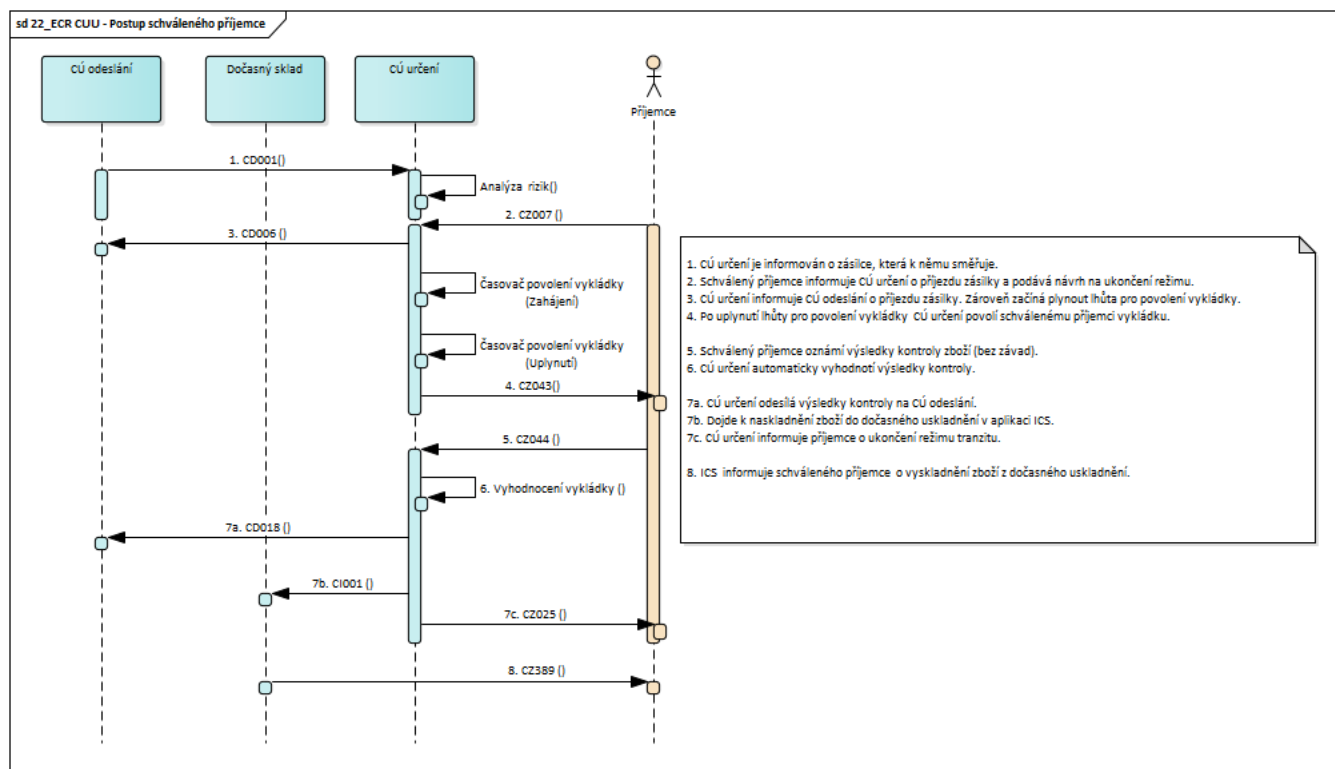 sd 22_ECR CUU - Postup schváleného příjemce
CÚ odeslání
Dočasný sklad
CÚ určení
Příjemce
1. CD001()
Analýza rizik()
2. CZ007 ()
3. CD006 ()
Časovač povolení vykládky
(Zahájení)
Časovač povolení vykládky
(Uplynutí)
4. CZ043()
5. CZ044 ()
6. Vyhodnocení vykládky ()
7a. CD018 ()
7b. CI001 ()
7c. CZ025 ()
8. CZ389 ()
1. CÚ určení je informován o zásilce, která k němu směřuje.
2. Schválený příjemce informuje CÚ určení o příjezdu zásilky a podává návrh na ukončení režimu.
3. CÚ určení informuje CÚ odeslání o příjezdu zásilky. Zároveň začíná plynout lhůta pro povolení vykládky.
4. Po uplynutí lhůty pro povolení vykládky CÚ určení povolí schválenému příjemci vykládku.
5. Schválený příjemce oznámí výsledky kontroly zboží (bez závad).
6. CÚ určení automaticky vyhodnotí výsledky kontroly.
7a. CÚ určení odesílá výsledky kontroly na CÚ odeslání.
7b. Dojde k naskladnění zboží do dočasného uskladnění v aplikaci ICS.
7c. CÚ určení informuje příjemce o ukončení režimu tranzitu.
8. ICS informuje schváleného příjemce o vyskladnění zboží z dočasného uskladnění.